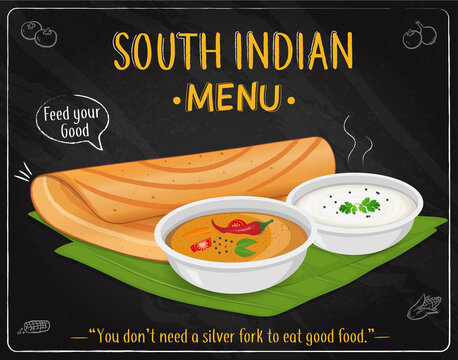 SOUTH INDIAN
•MENU•
Feed your
Good
—“You don’t need a silver fork to eat good food.”—